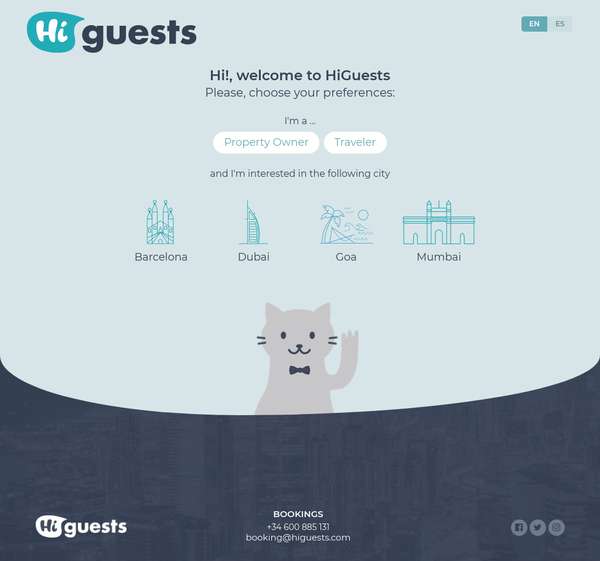 Hi guests
EN ES
Hi!, welcome to HiGuests
Please, choose your preferences:
I'm a ...
Property Owner Traveler
and I'm interested in the following city
Barcelona Dubai Goa Mumbai
Hi guests
BOOKINGS
+34 600 885 131
booking@higuests.com